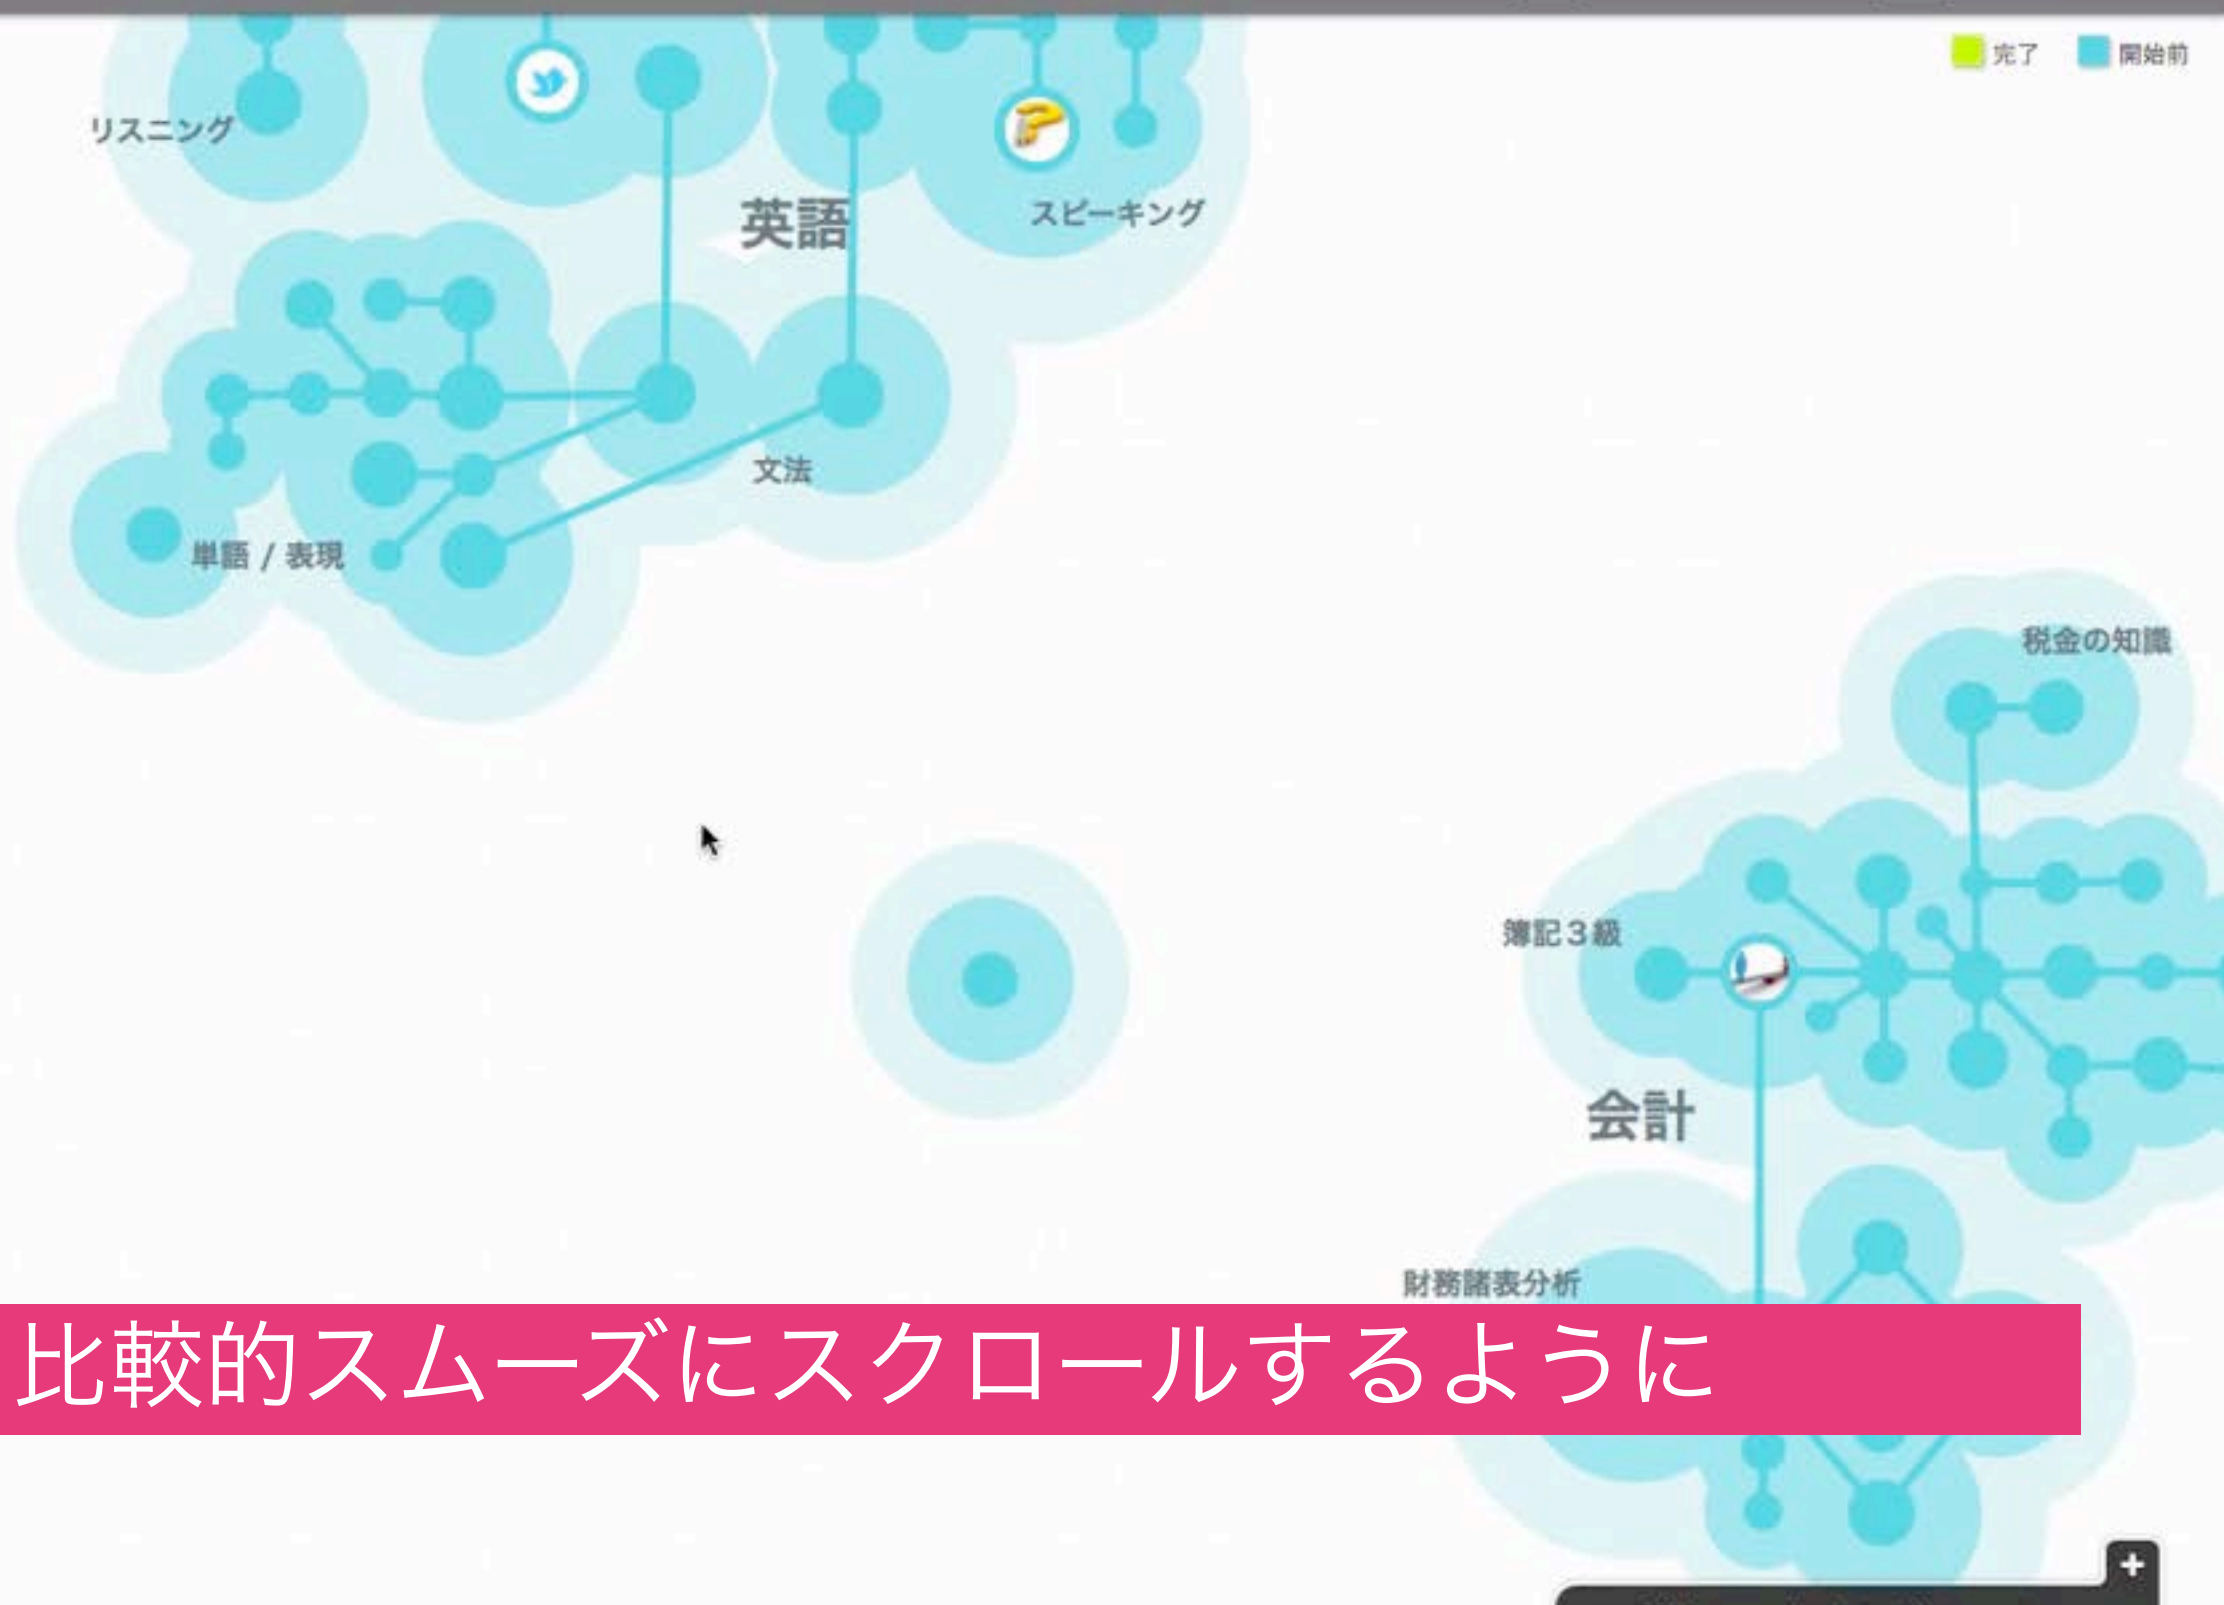 完了
開始前
リスニング
英語
スピーキング
文法
単語 / 表現
税金の知識
簿記３級
会計
財務諸表分析
比較的スムーズにスクロールするように
+